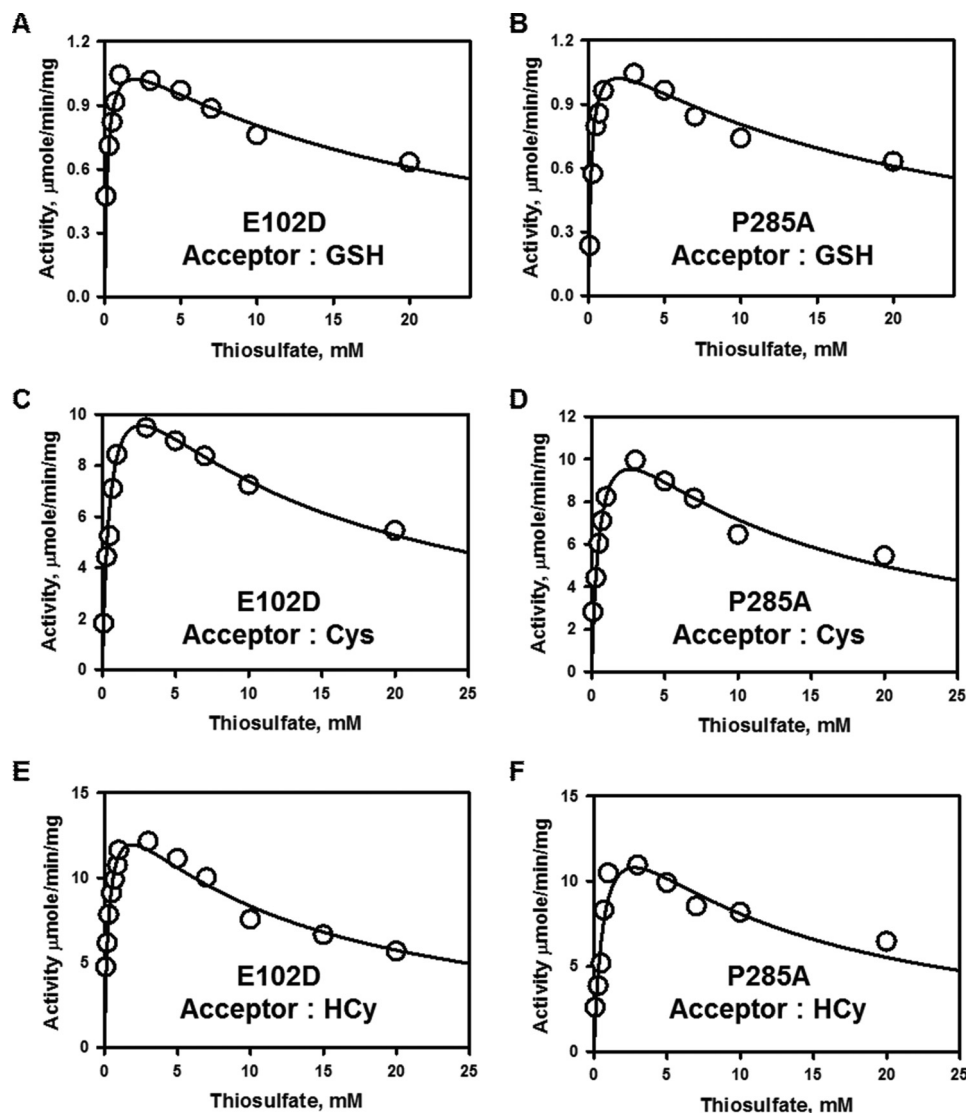 A
Activity, µmole/min/mg
1.2
0.9
0.6
0.3
0.0
E102D
Acceptor : GSH
0 5 10 15 20
Thiosulfate, mM
B
Activity, µmole/min/mg
1.2
0.9
0.6
0.3
0.0
P285A
Acceptor : GSH
0 5 10 15 20
Thiosulfate, mM
C
Activity, µmole/min/mg
10
8
6
4
2
0
E102D
Acceptor : Cys
0 5 10 15 20 25
Thiosulfate, mM
D
Activity, µmole/min/mg
12
10
8
6
4
2
0
P285A
Acceptor : Cys
0 5 10 15 20 25
Thiosulfate, mM
E
Activity µmole/min/mg
15
10
5
0
E102D
Acceptor : HCy
0 5 10 15 20 25
Thiosulfate, mM
F
Activity µmole/min/mg
15
10
5
0
P285A
Acceptor : HCy
0 5 10 15 20 25
Thiosulfate, mM